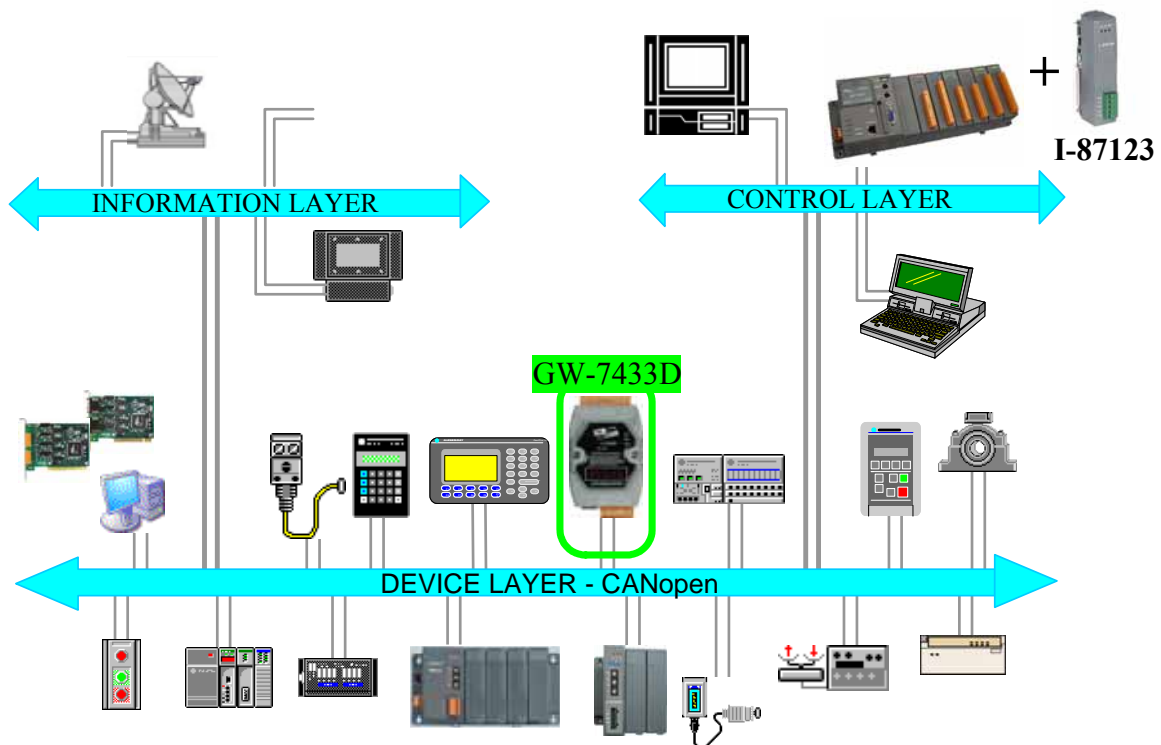 +
I-87123
INFORMATION LAYER
CONTROL LAYER
GW-7433D
DEVICE LAYER - CANopen